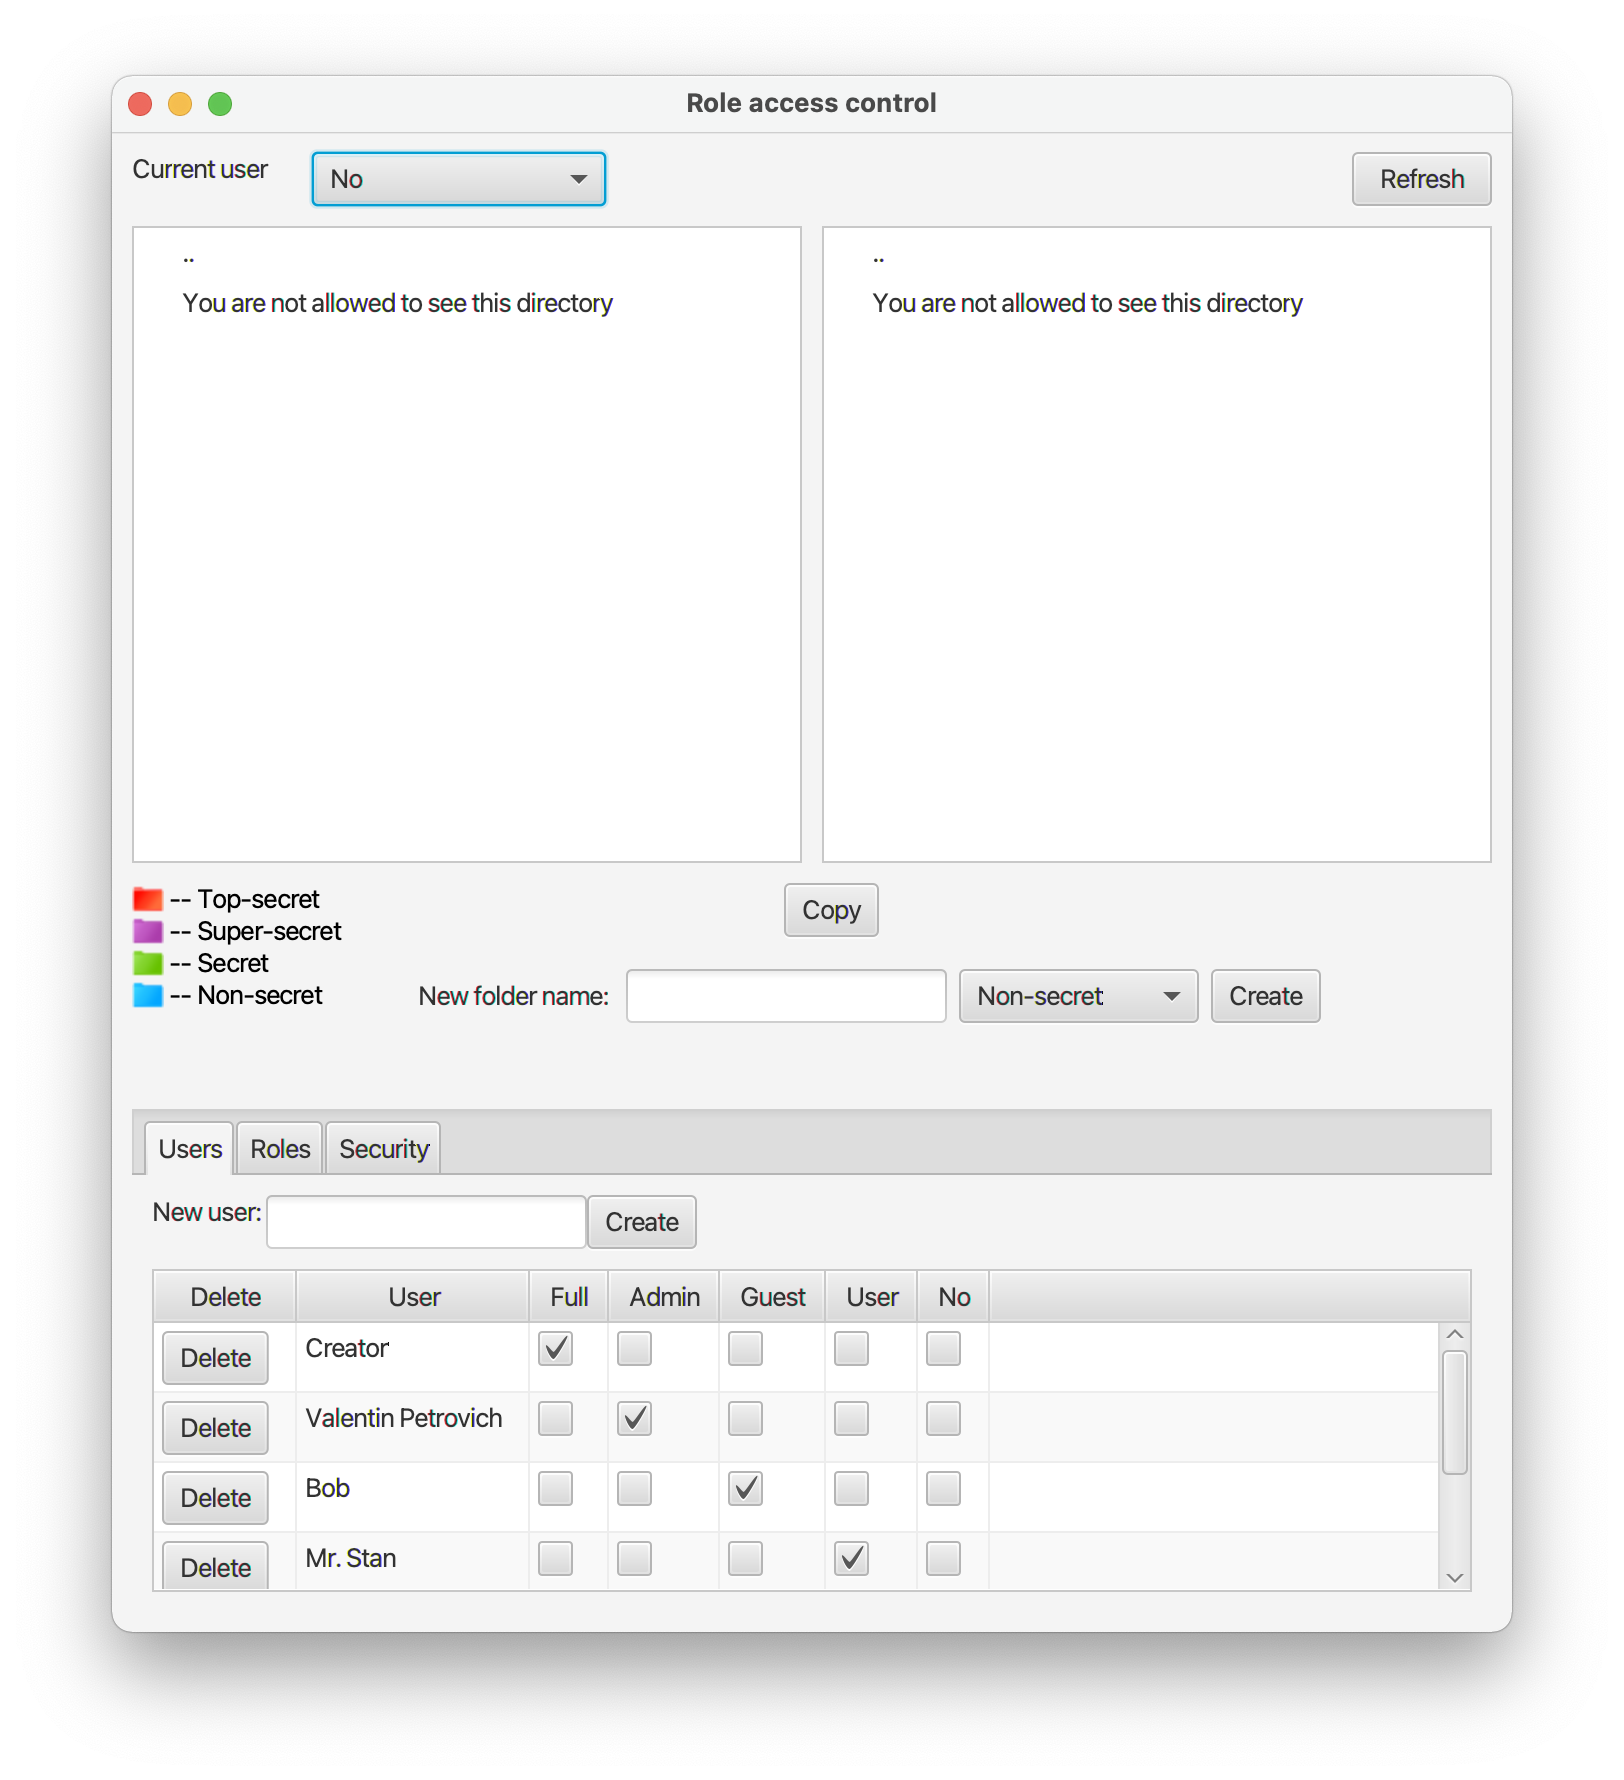 Role access control
Current user No Refresh
.. ..
You are not allowed to see this directory You are not allowed to see this directory
-- Top-secret
-- Super-secret
-- Secret
-- Non-secret
Copy
New folder name: Non-secret Create
Users Roles Security
New user: Create
Delete User Full Admin Guest User No
Delete Creator
Delete Valentin Petrovich
Delete Bob
Delete Mr. Stan